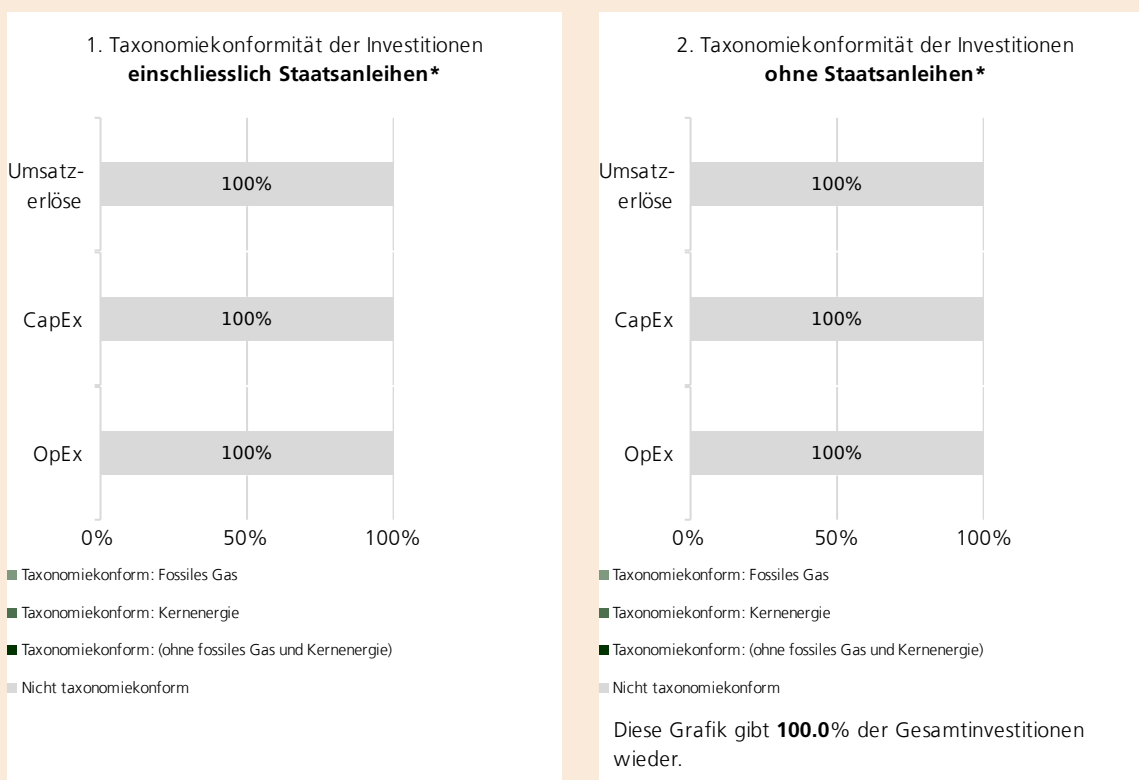 1. Taxonomiekonformität der Investitionen
einschliesslich Staatsanleihen*
Umsatz-
erlöse
100%
CapEx
100%
OpEx
100%
0% 50% 100%
Taxonomiekonform: Fossiles Gas
Taxonomiekonform: Kernenergie
Taxonomiekonform: (ohne fossiles Gas und Kernenergie)
Nicht taxonomiekonform
2. Taxonomiekonformität der Investitionen
ohne Staatsanleihen*
Umsatz-
erlöse
100%
CapEx
100%
OpEx
100%
0% 50% 100%
Taxonomiekonform: Fossiles Gas
Taxonomiekonform: Kernenergie
Taxonomiekonform: (ohne fossiles Gas und Kernenergie)
Nicht taxonomiekonform
Diese Grafik gibt 100.0% der Gesamtinvestitionen
wieder.